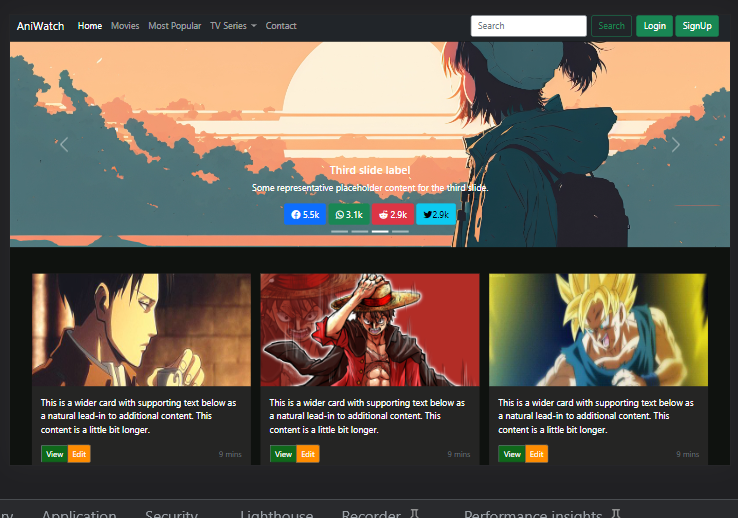 AniWatch Home Movies Most Popular TV Series Contact Search Search Login SignUp
Third slide label
Some representative placeholder content for the third slide.
5.5k 3.1k 2.9k 2.9k
This is a wider card with supporting text below as
a natural lead-in to additional content. This
content is a little bit longer.
View Edit 9 mins
This is a wider card with supporting text below as
a natural lead-in to additional content. This
content is a little bit longer.
View Edit 9 mins
This is a wider card with supporting text below as
a natural lead-in to additional content. This
content is a little bit longer.
View Edit 9 mins
Application Security Lighthouse Recorder Performance insights